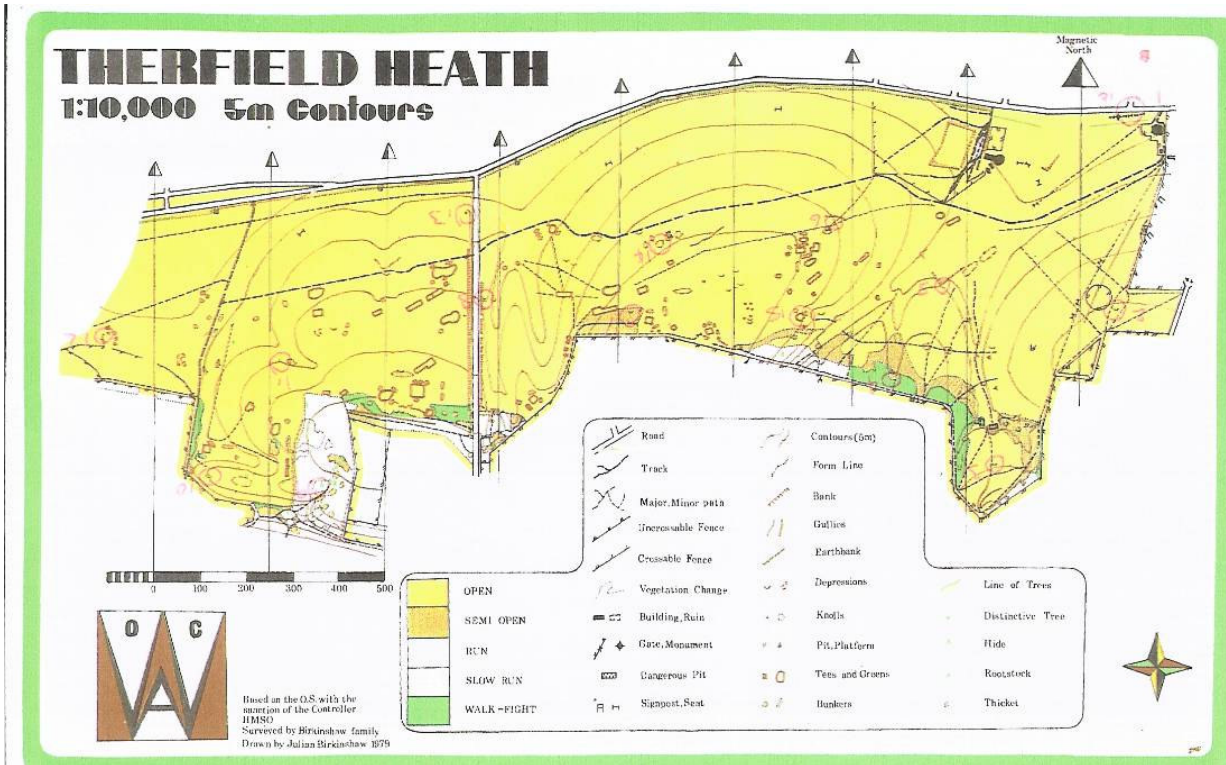 THERFIELD HEATH
1:10,000 5m Contours
Magnetic
North
Road
Track
Major, Minor path
Uncrossable Fence
Crossable Fence
Vegetation Change
Building, Ruin
Gate, Monument
Dangerous Pit
Signpost, Seat
Contours (5m)
Form Line
Bank
Gullies
Earthbank
Depressions
Knolls
Pit, Platform
Tees and Greens
Bunkers
Line of Trees
Distinctive Tree
Hide
Rootstock
Thicket
0 100 200 300 400 500
OPEN
SEMI OPEN
RUN
SLOW RUN
WALK-FIGHT
O C
W A
Based on the O.S. with the
sanction of the Controller
HMSO
Surveyed by Birkinshaw family
Drawn by Julian Birkinshaw 1979